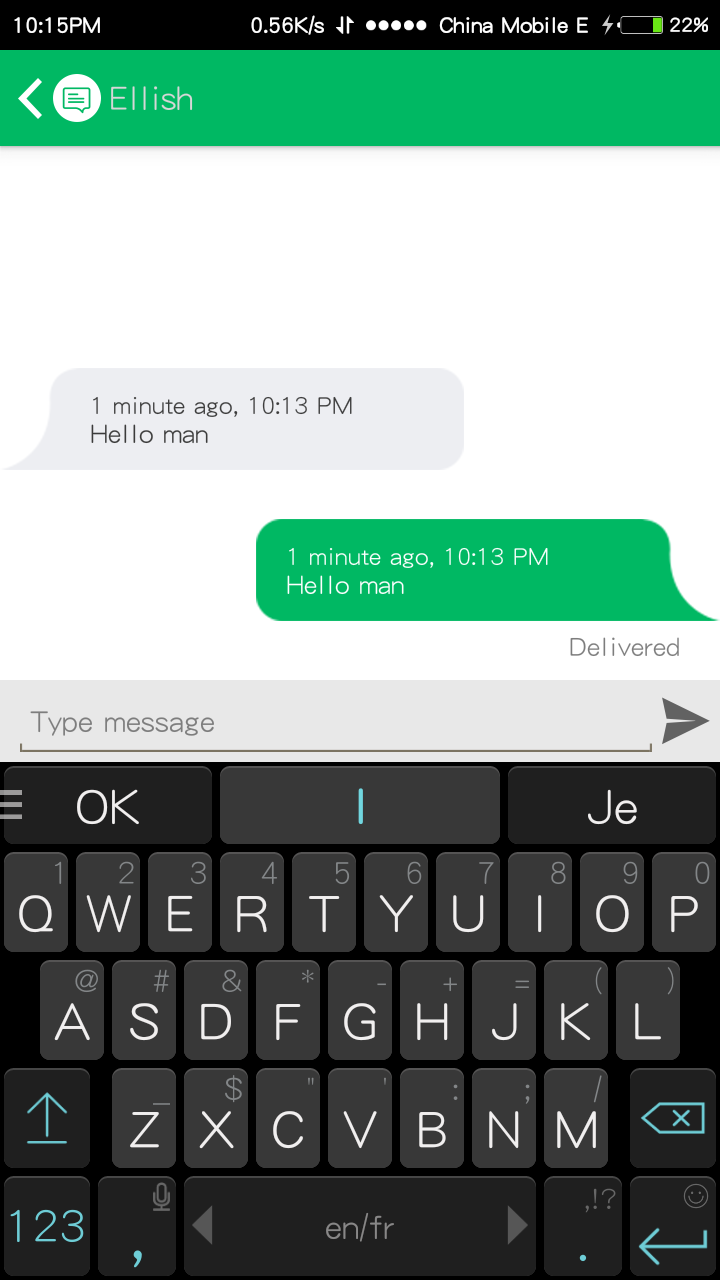 10:15PM 0.56K/s China Mobile E 22%
Ellish
1 minute ago, 10:13 PM
Hello man
1 minute ago, 10:13 PM
Hello man
Delivered
Type message
OK I Je
1 2 3 4 5 6 7 8 9 0
Q W E R T Y U I O P
@ # & * - + = ( )
A S D F G H J K L
_ $ " ' : ; /
Z X C V B N M
,!?
123 , en/fr .